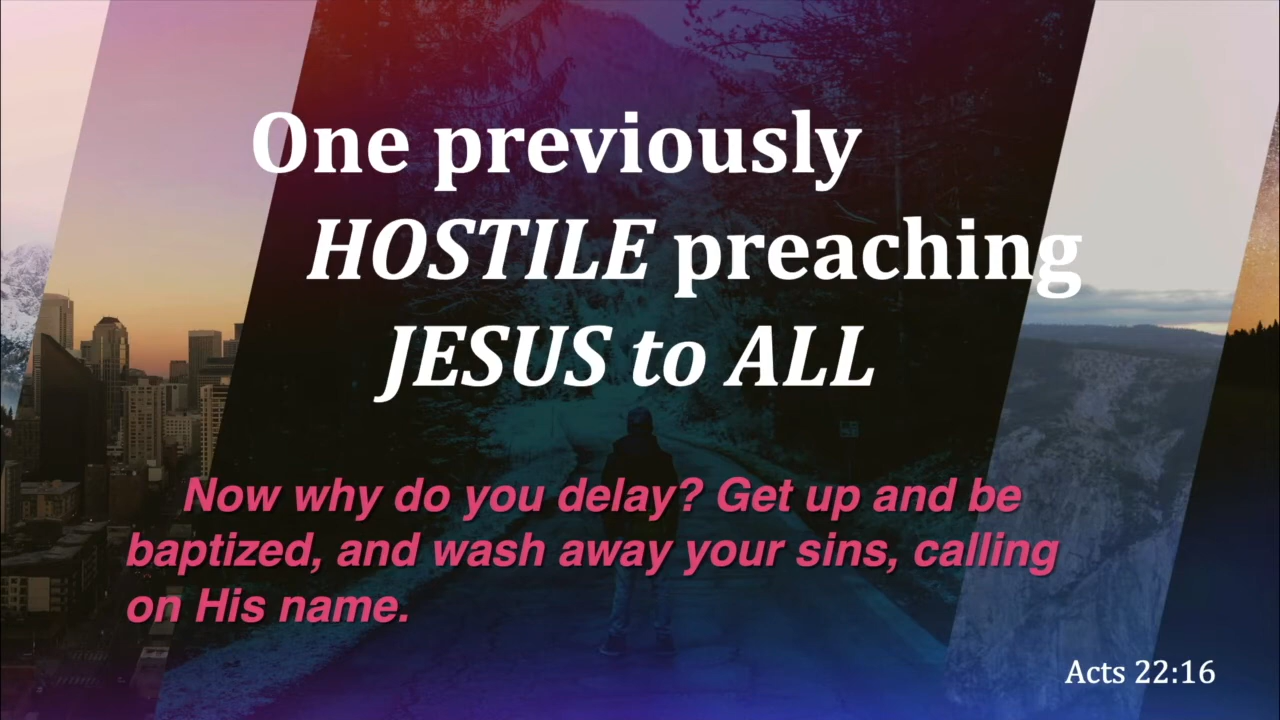 One previously
HOSTILE preaching
JESUS to ALL
Now why do you delay? Get up and be
baptized, and wash away your sins, calling
on His name.
Acts 22:16